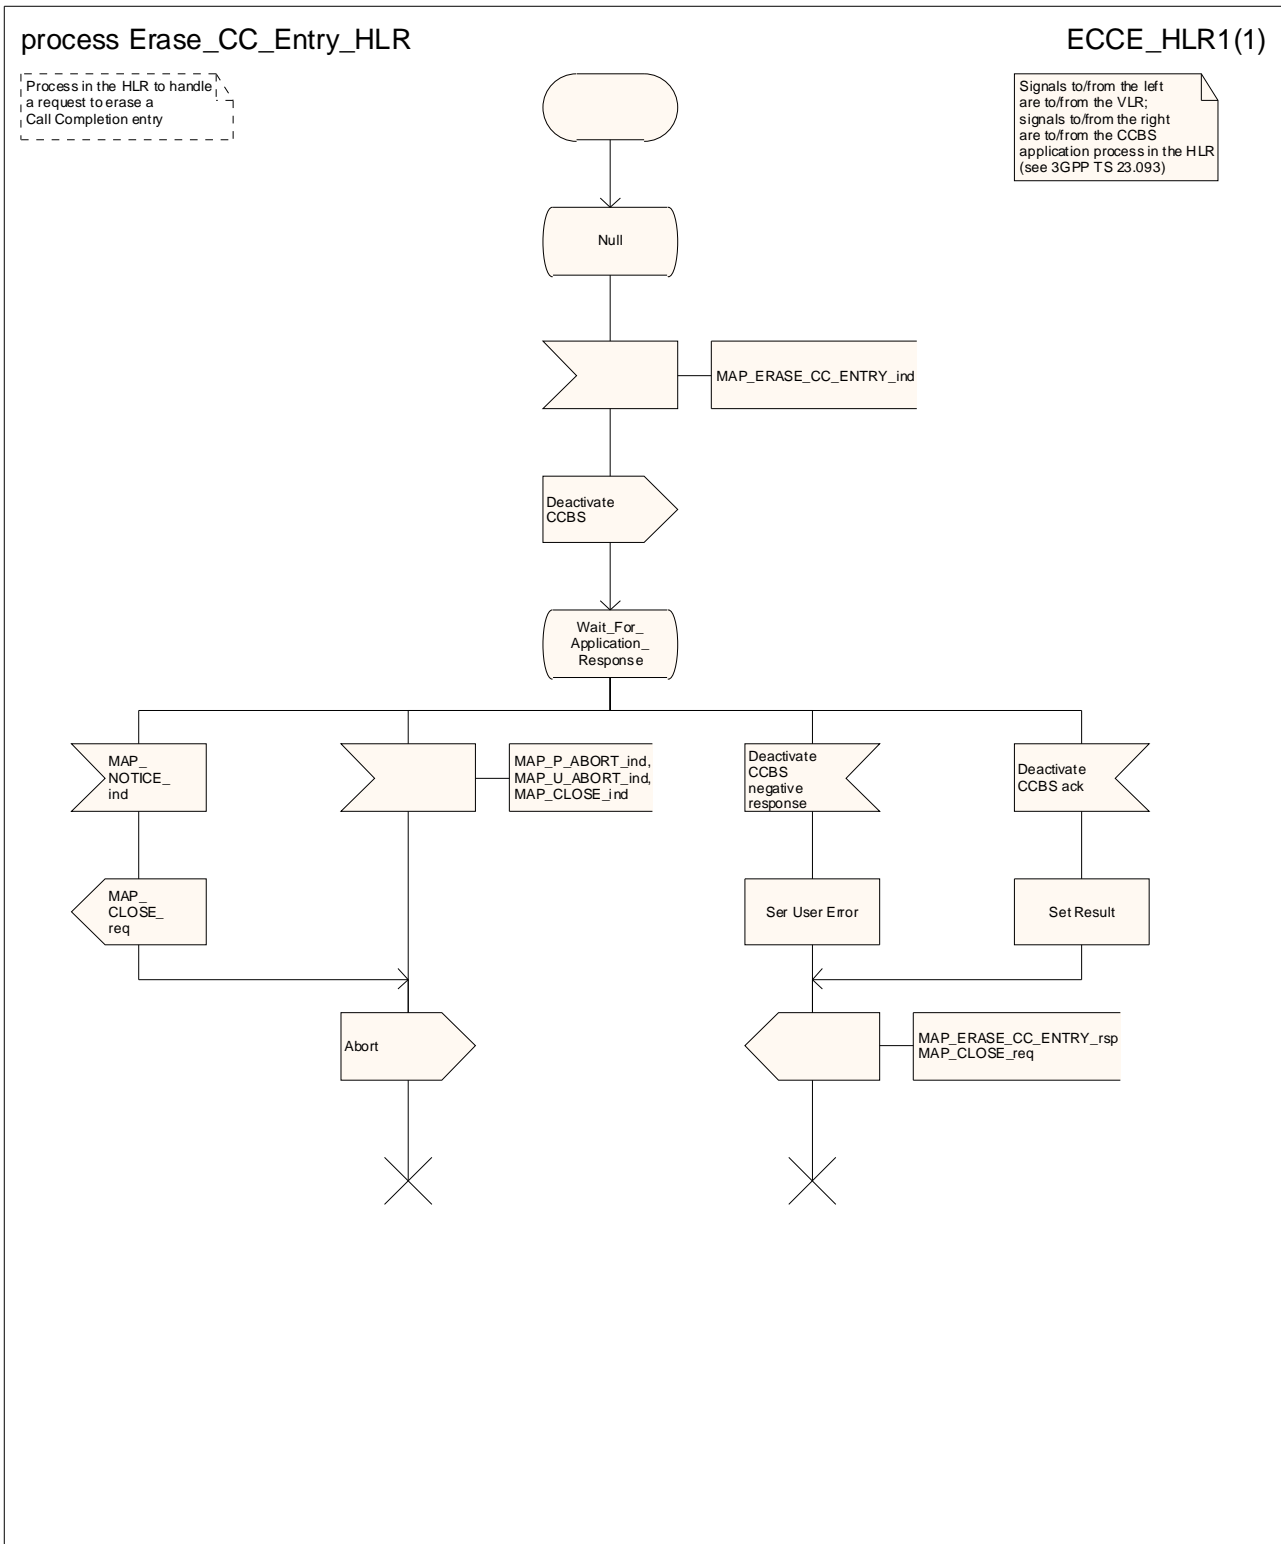 process Erase_CC_Entry_HLR
ECCE_HLR1(1)
Process in the HLR to handle
a request to erase a
Call Completion entry
Signals to/from the left
are to/from the VLR;
signals to/from the right
are to/from the CCBS
application process in the HLR
(see 3GPP TS 23.093)
Null
MAP_ERASE_CC_ENTRY_ind
Deactivate
CCBS
Wait_For_
Application_
Response
MAP_
NOTICE_
ind
MAP_P_ABORT_ind,
MAP_U_ABORT_ind,
MAP_CLOSE_ind
Deactivate
CCBS
negative
response
Deactivate
CCBS ack
MAP_
CLOSE_
req
Ser User Error
Set Result
Abort
MAP_ERASE_CC_ENTRY_rsp
MAP_CLOSE_req